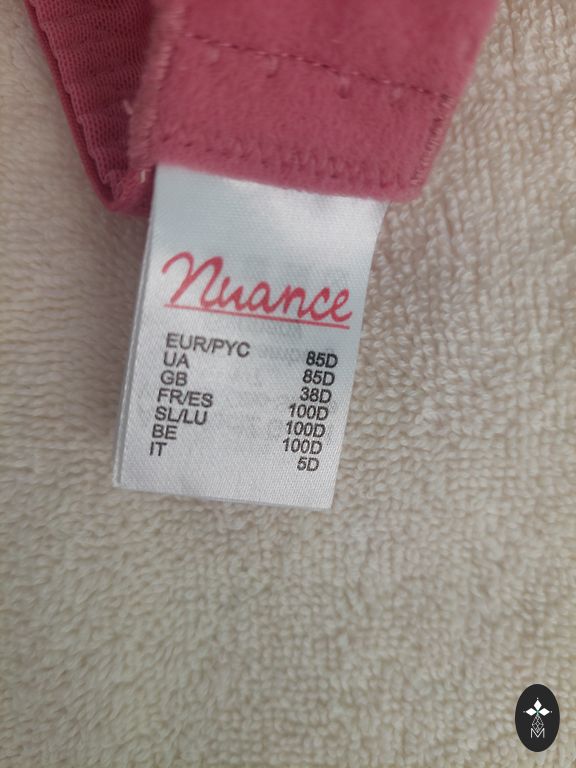 Nuance
EUR/РУС 85D
UA 85D
GB 38D
FR/ES 100D
SL/LU 100D
BE 100D
IT 5D
M